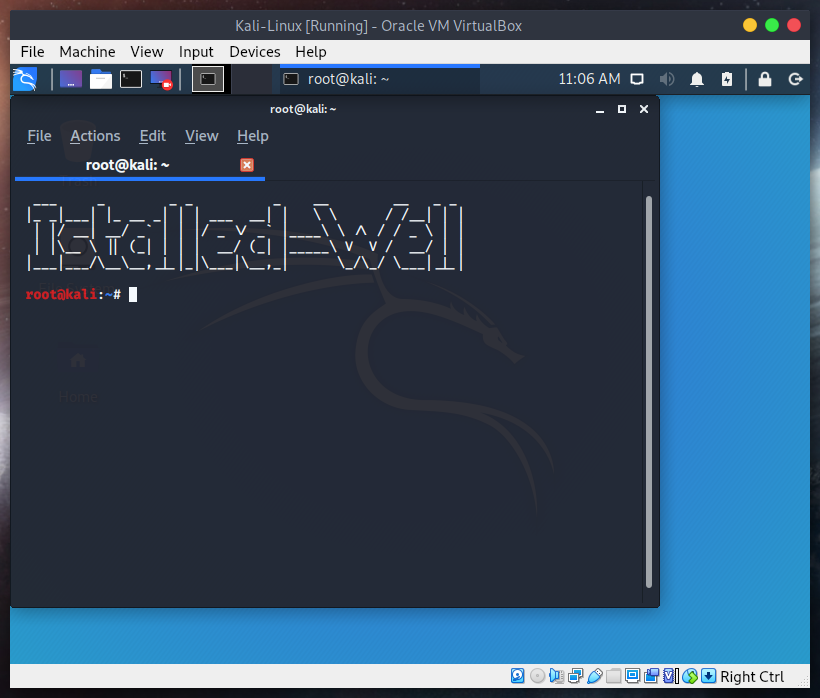 Kali-Linux [Running] - Oracle VM VirtualBox
File Machine View Input Devices Help
root@kali: ~ 11:06 AM
root@kali: ~
File Actions Edit View Help
root@kali: ~
Istalled-Well
root@kali:~#
Home
Right Ctrl